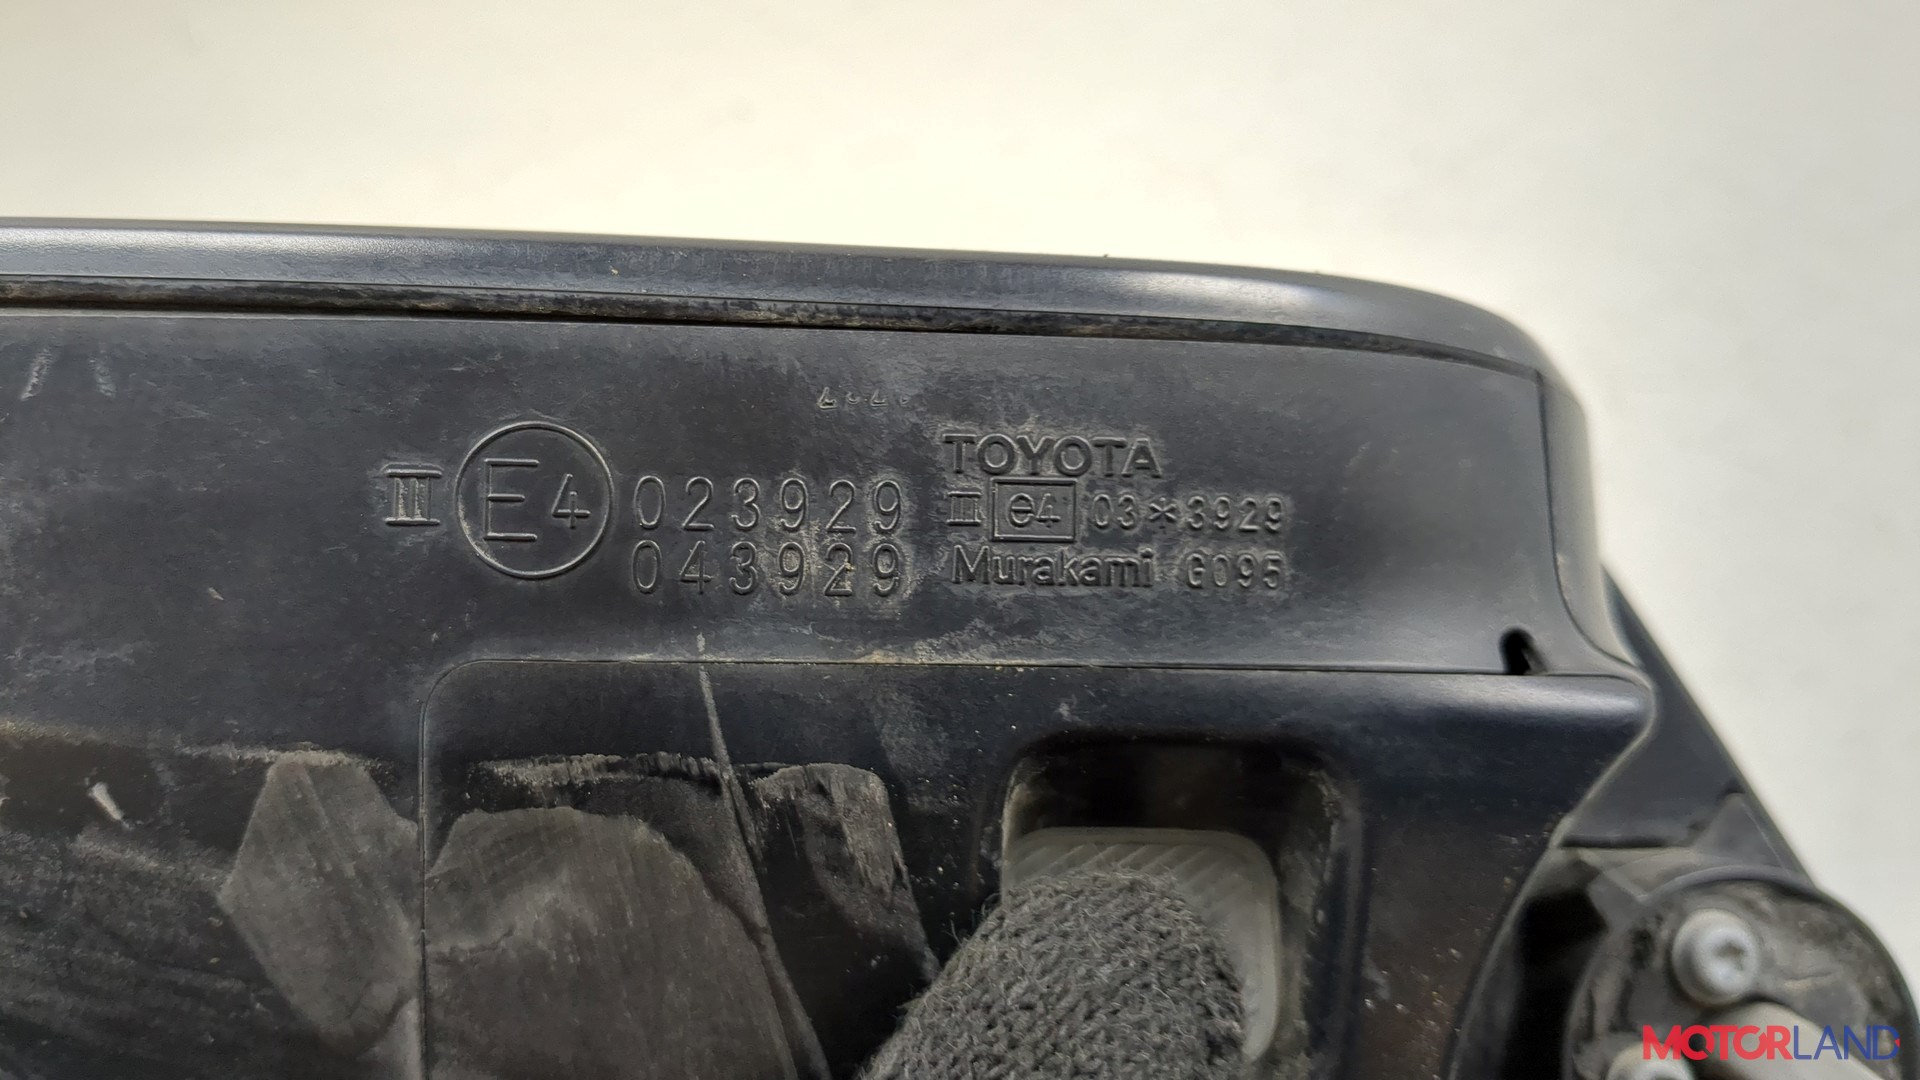 III E4 023929
043929
TOYOTA
III e4 03*3929
Murakami G095
MOTORLAND